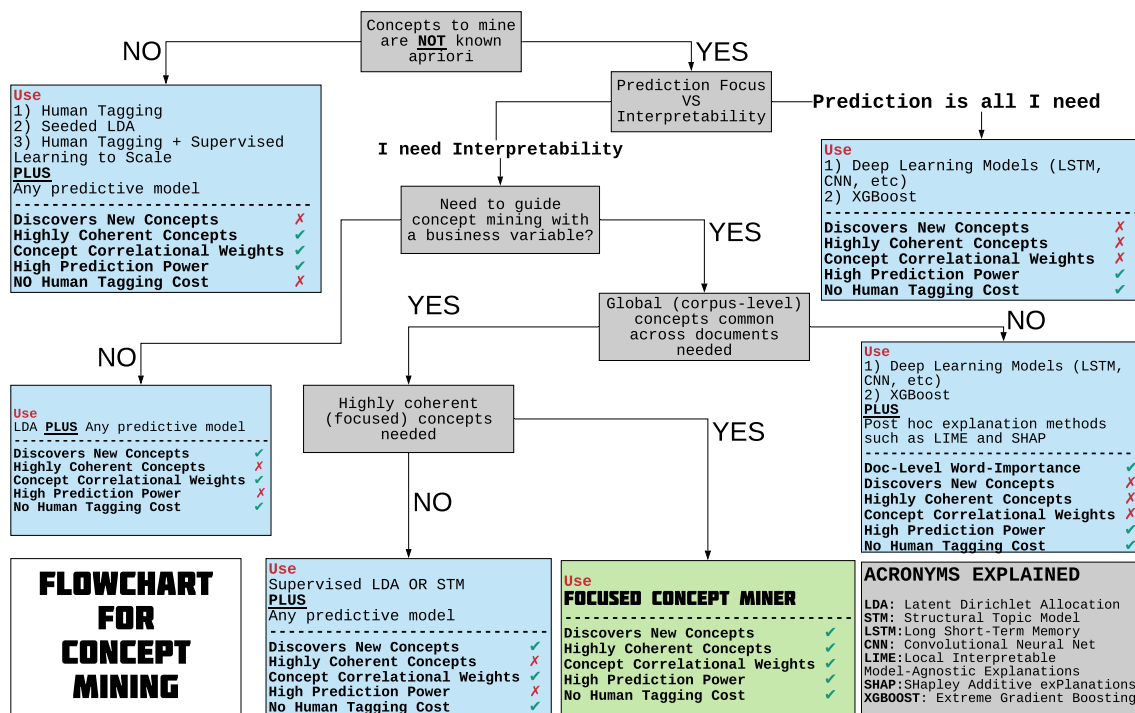 Concepts to mine
are NOT known
apriori
NO
YES
Use
1) Human Tagging
2) Seeded LDA
3) Human Tagging + Supervised
Learning to Scale
PLUS
Any predictive model
Discovers New Concepts ✗
Highly Coherent Concepts ✔
Concept Correlational Weights ✔
High Prediction Power ✔
NO Human Tagging Cost ✗
Prediction Focus
VS
Interpretability
Prediction is all I need
I need Interpretability
Use
1) Deep Learning Models (LSTM,
CNN, etc)
2) XGBoost
Discovers New Concepts ✗
Highly Coherent Concepts ✗
Concept Correlational Weights ✗
High Prediction Power ✔
No Human Tagging Cost ✔
Need to guide
concept mining with
a business variable?
YES
NO
Global (corpus-level)
concepts common
across documents
needed
YES
NO
Use
LDA PLUS Any predictive model
Discovers New Concepts ✔
Highly Coherent Concepts ✗
Concept Correlational Weights ✔
High Prediction Power ✗
No Human Tagging Cost ✔
Highly coherent
(focused) concepts
needed
YES
NO
Use
1) Deep Learning Models (LSTM,
CNN, etc)
2) XGBoost
PLUS
Post hoc explanation methods
such as LIME and SHAP
Doc-Level Word-Importance ✔
Discovers New Concepts ✗
Highly Coherent Concepts ✗
Concept Correlational Weights ✗
High Prediction Power ✔
No Human Tagging Cost ✔
FLOWCHART
FOR
CONCEPT
MINING
Use
Supervised LDA OR STM
PLUS
Any predictive model
Discovers New Concepts ✔
Highly Coherent Concepts ✗
Concept Correlational Weights ✔
High Prediction Power ✗
No Human Tagging Cost ✔
Use
FOCUSED CONCEPT MINER
Discovers New Concepts ✔
Highly Coherent Concepts ✔
Concept Correlational Weights ✔
High Prediction Power ✔
No Human Tagging Cost ✔
ACRONYMS EXPLAINED
LDA: Latent Dirichlet Allocation
STM: Structural Topic Model
LSTM:Long Short-Term Memory
CNN: Convolutional Neural Net
LIME:Local Interpretable
Model-Agnostic Explanations
SHAP:SHapley Additive exPlanations
XGBOOST: Extreme Gradient Boosting